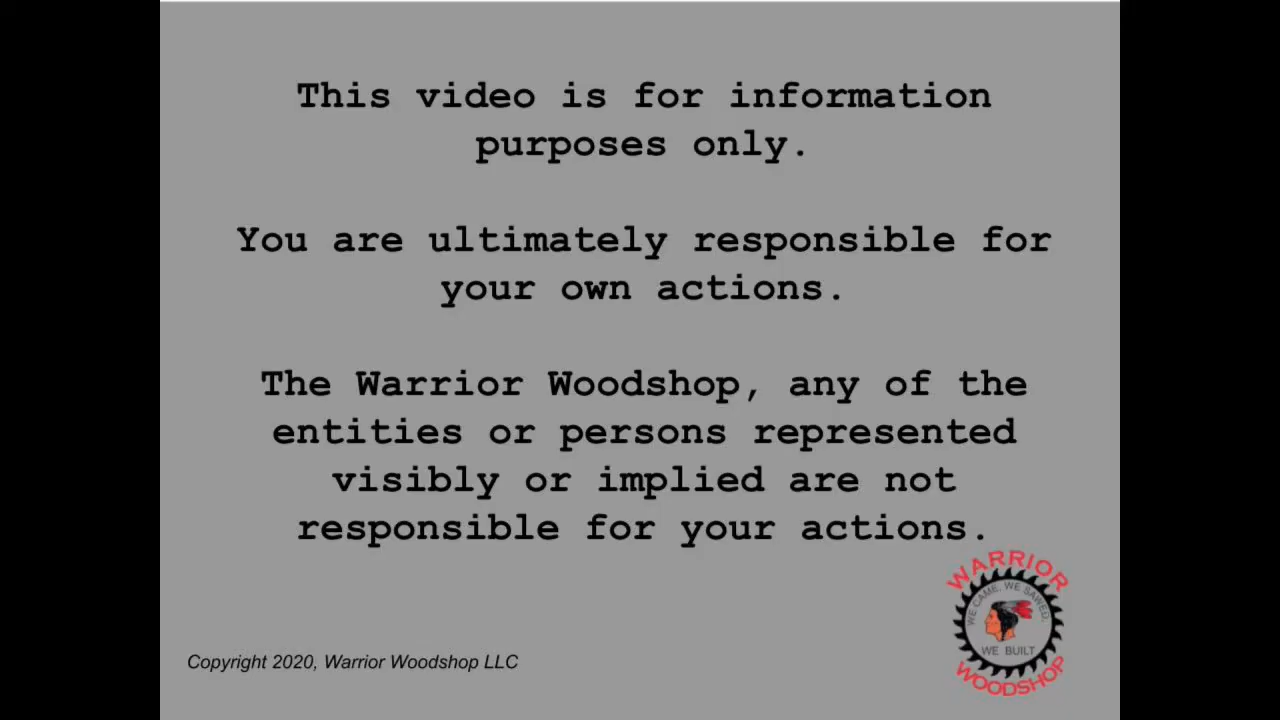 This video is for information
purposes only.
You are ultimately responsible for
your own actions.
The Warrior Woodshop, any of the
entities or persons represented
visibly or implied are not
responsible for your actions.
WARRIOR
WE CAME. WE SAWED.
WE BUILT
WOODSHOP
Copyright 2020, Warrior Woodshop LLC